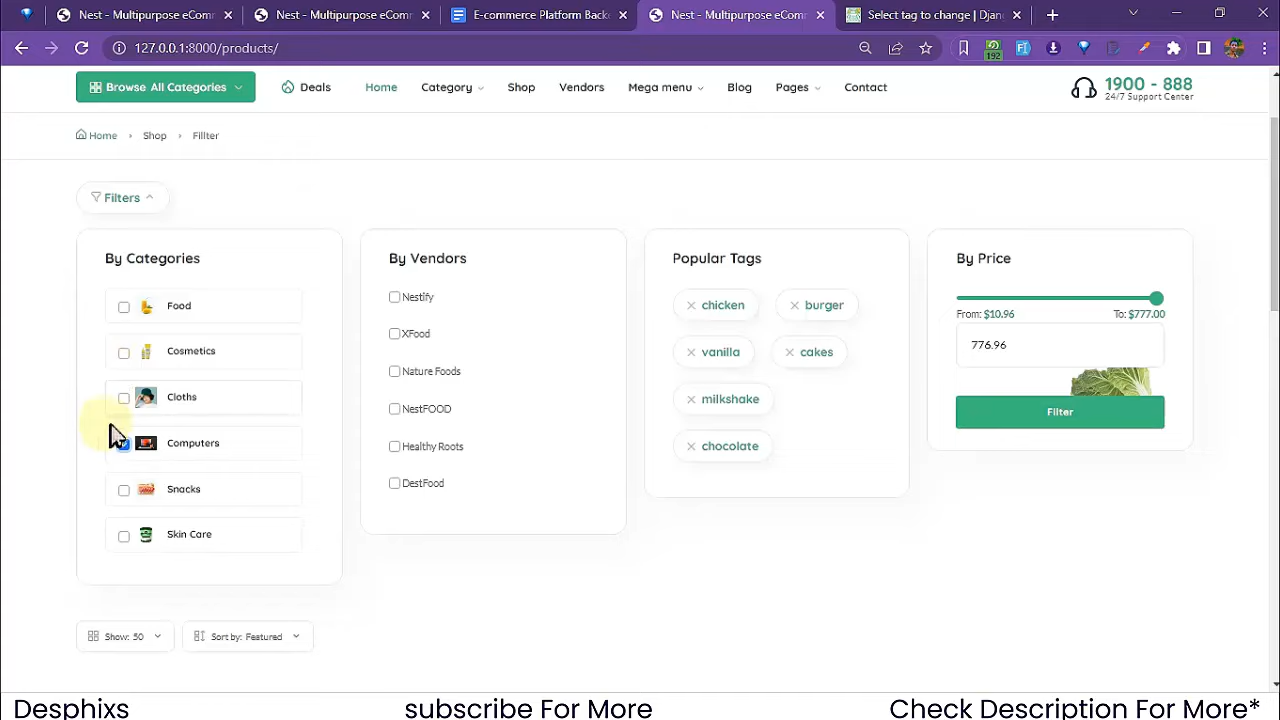 Nest - Multipurpose eComm
Nest - Multipurpose eComm
E-commerce Platform Back
Nest - Multipurpose eComm
Select tag to change | Djan
127.0.0.1:8000/products/
192
Browse All Categories
Deals
Home
Category
Shop
Vendors
Mega menu
Blog
Pages
Contact
1900 - 888
24/7 Support Center
Home
Shop
Fillter
Filters
By Categories
Food
Cosmetics
Cloths
Computers
Snacks
Skin Care
By Vendors
Nestify
XFood
Nature Foods
NestFOOD
Healthy Roots
DestFood
Popular Tags
chicken
burger
vanilla
cakes
milkshake
chocolate
By Price
From: $10.96
To: $777.00
776.96
Filter
Show: 50
Sort by: Featured
Desphixs
subscribe For More
Check Description For More*